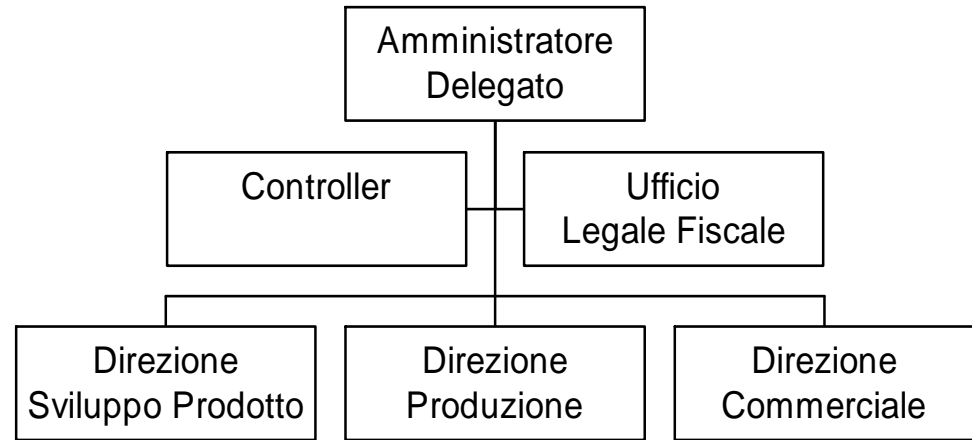 Amministratore
Delegato
Controller
Ufficio
Legale Fiscale
Direzione
Sviluppo Prodotto
Direzione
Produzione
Direzione
Commerciale